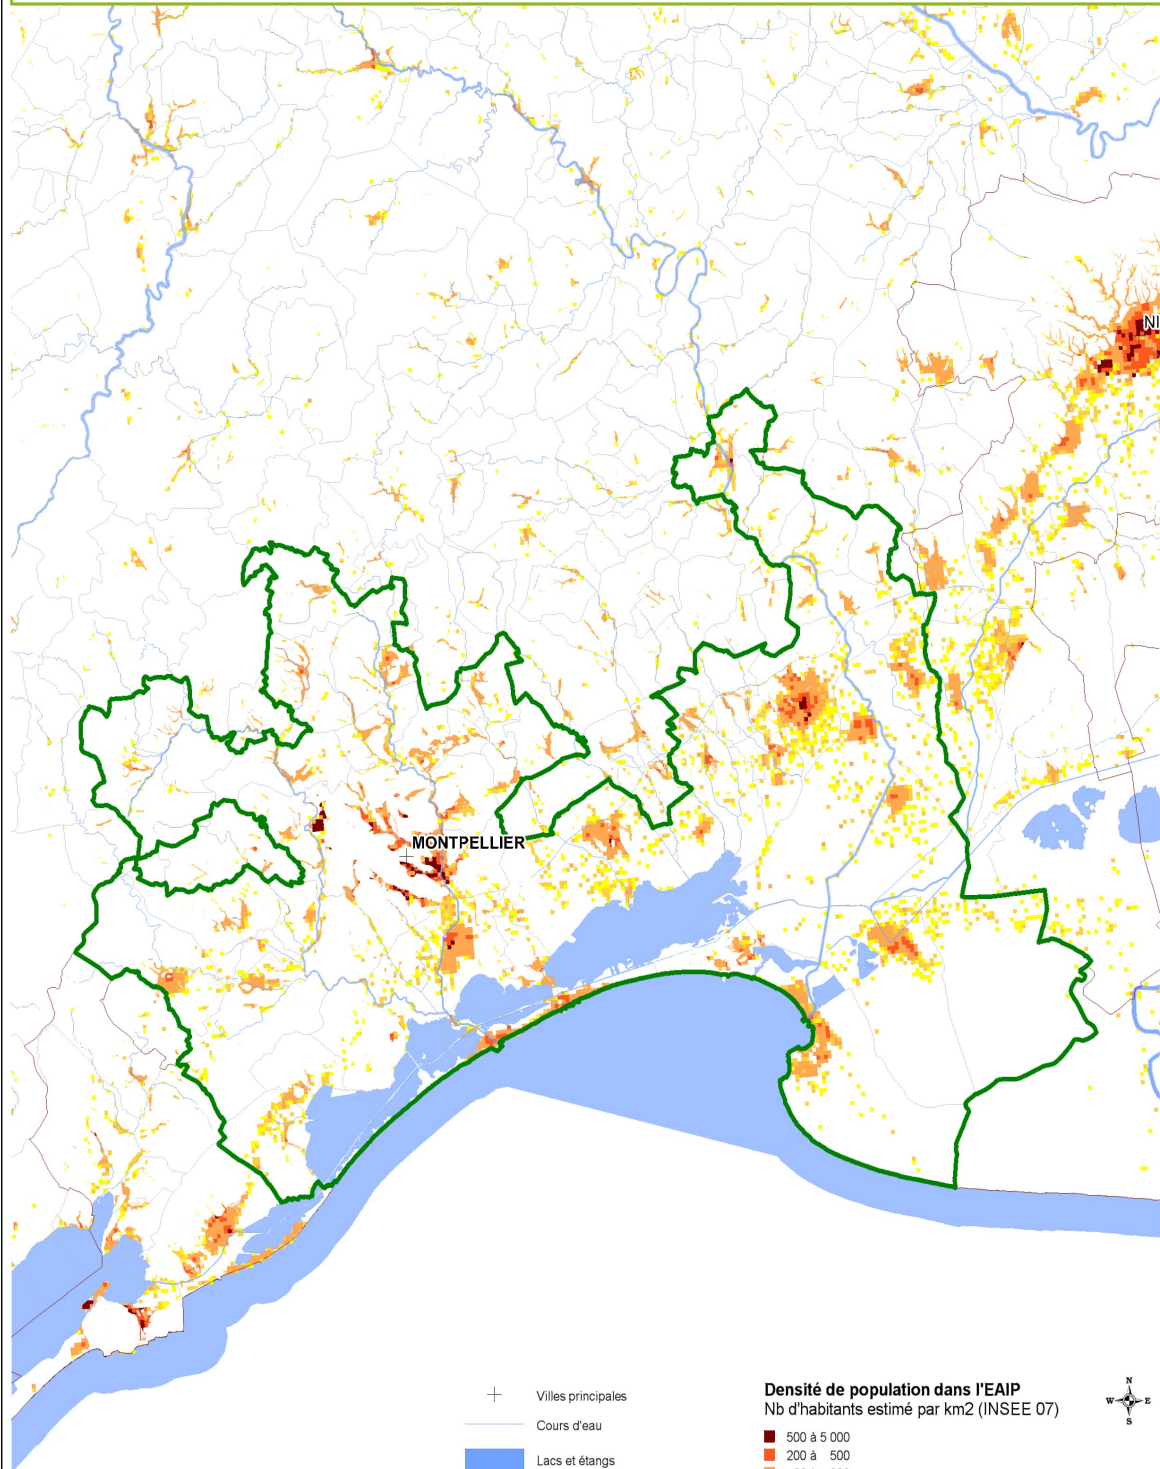 NI
MONTPELLIER
Villes principales
Cours d'eau
Lacs et étangs
Densité de population dans l'EAIP
Nb d'habitants estimé par km2 (INSEE 07)
500 à 5 000
200 à 500
N
W E
S